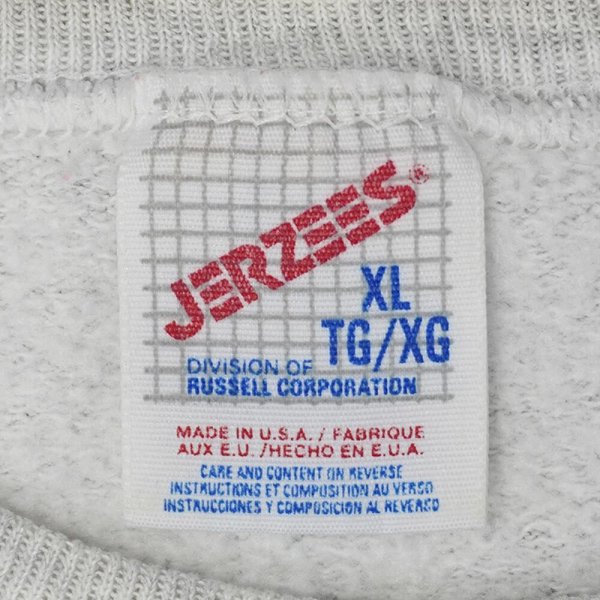 JERZEES®
XL
TG/XG
DIVISION OF
RUSSELL CORPORATION
MADE IN U.S.A. / FABRIQUE
AUX E.U. /HECHO EN E.U.A.
CARE AND CONTENT ON REVERSE
INSTRUCTIONS ET COMPOSITION AU VERSO
INSTRUCCIONES Y COMPOSICION AL REVERSO